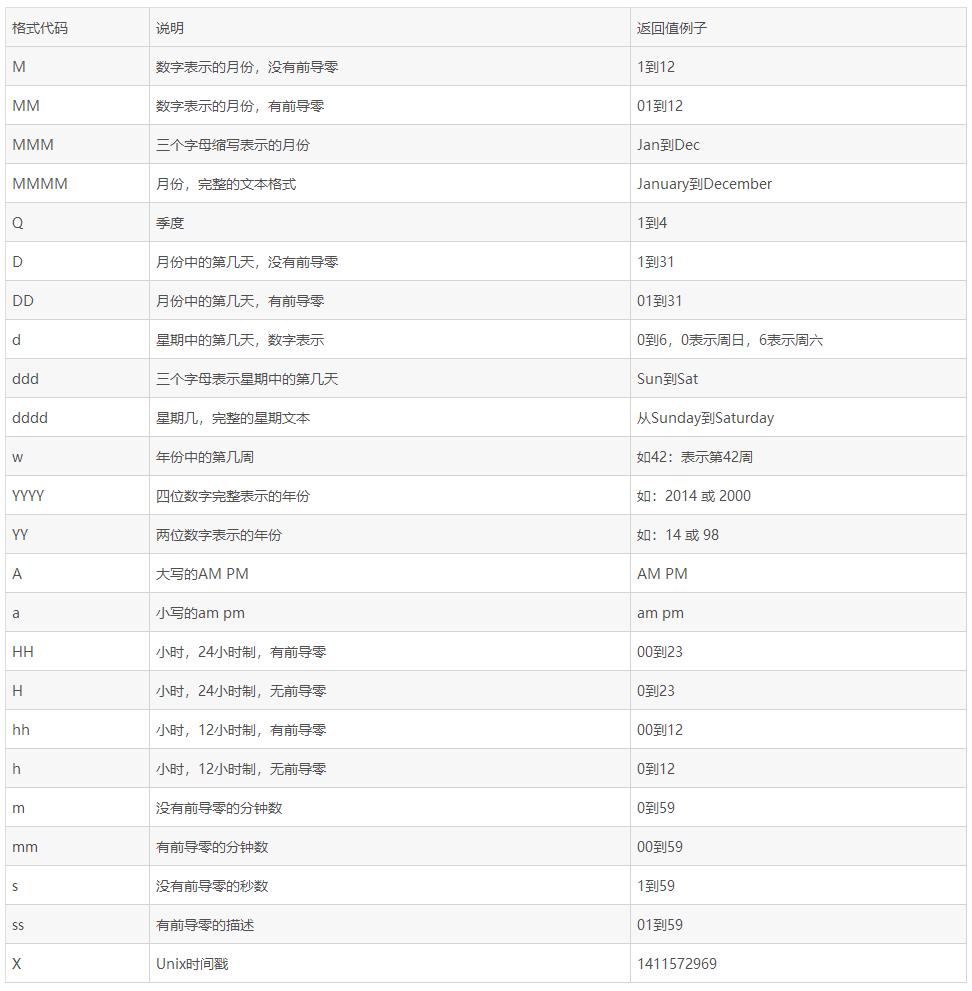 格式代码 说明 返回值例子
M 数字表示的月份，没有前导零 1到12
MM 数字表示的月份，有前导零 01到12
MMM 三个字母缩写表示的月份 Jan到Dec
MMMM 月份，完整的文本格式 January到December
Q 季度 1到4
D 月份中的第几天，没有前导零 1到31
DD 月份中的第几天，有前导零 01到31
d 星期中的第几天，数字表示 0到6，0表示周日，6表示周六
ddd 三个字母表示星期中的第几天 Sun到Sat
dddd 星期几，完整的星期文本 从Sunday到Saturday
w 年份中的第几周 如42：表示第42周
YYYY 四位数字完整表示的年份 如：2014 或 2000
YY 两位数字表示的年份 如：14 或 98
A 大写的AM PM AM PM
a 小写的am pm am pm
HH 小时，24小时制，有前导零 00到23
H 小时，24小时制，无前导零 0到23
hh 小时，12小时制，有前导零 00到12
h 小时，12小时制，无前导零 0到12
m 没有前导零的分钟数 0到59
mm 有前导零的分钟数 00到59
s 没有前导零的秒数 1到59
ss 有前导零的描述 01到59
X Unix时间戳 1411572969